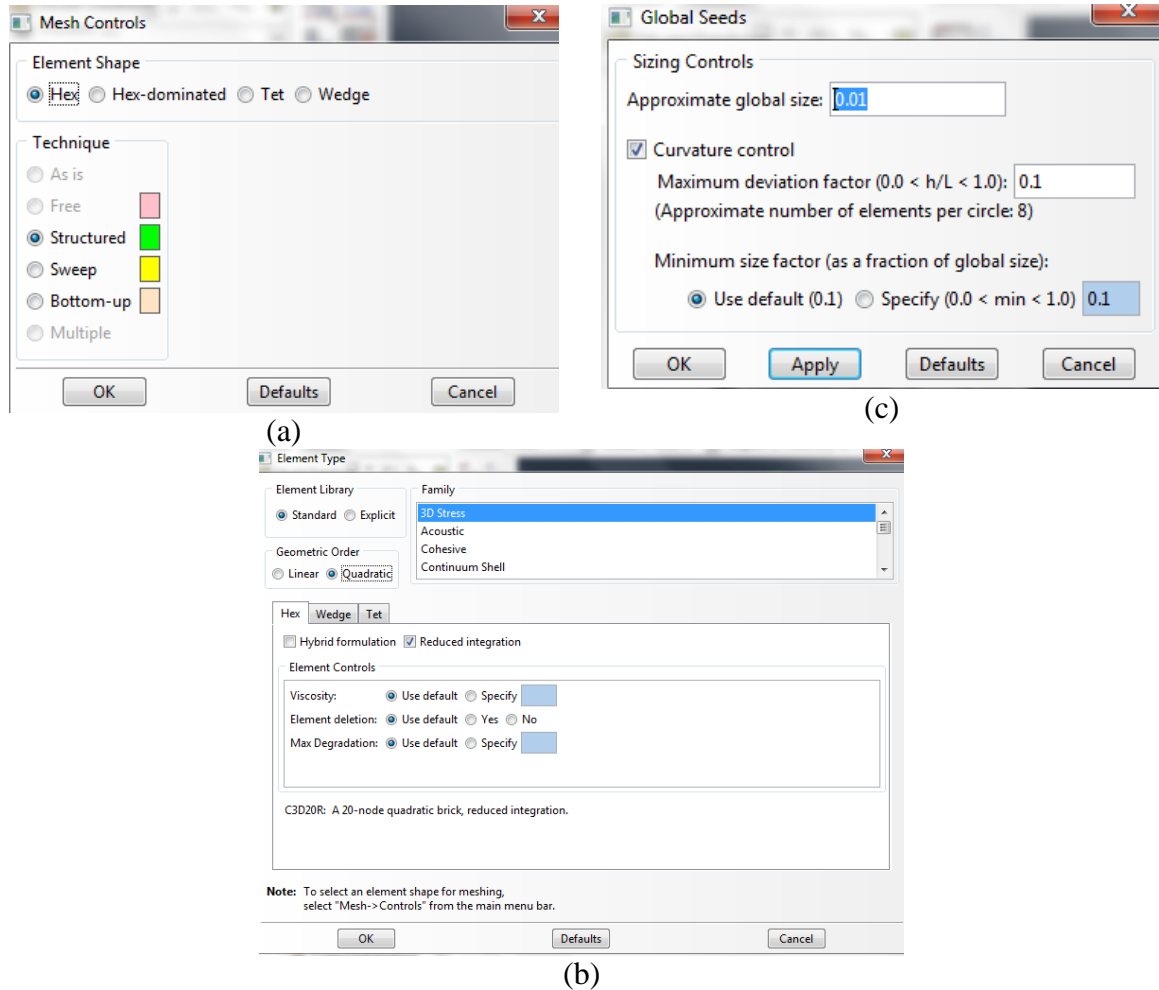 Mesh Controls
Element Shape
Hex Hex-dominated Tet Wedge
Technique
As is
Free
Structured
Sweep
Bottom-up
Multiple
OK Defaults Cancel
(a)
Global Seeds
Sizing Controls
Approximate global size: 0.01
Curvature control
Maximum deviation factor (0.0 < h/L < 1.0): 0.1
(Approximate number of elements per circle: 8)
Minimum size factor (as a fraction of global size):
Use default (0.1) Specify (0.0 < min < 1.0) 0.1
OK Apply Defaults Cancel
(c)
Element Type
Element Library
Standard Explicit
Geometric Order
Linear Quadratic
Family
3D Stress
Acoustic
Cohesive
Continuum Shell
Hex Wedge Tet
Hybrid formulation Reduced integration
Element Controls
Viscosity: Use default Specify
Element deletion: Use default Yes No
Max Degradation: Use default Specify
C3D20R: A 20-node quadratic brick, reduced integration.
Note: To select an element shape for meshing,
select "Mesh->Controls" from the main menu bar.
OK Defaults Cancel
(b)